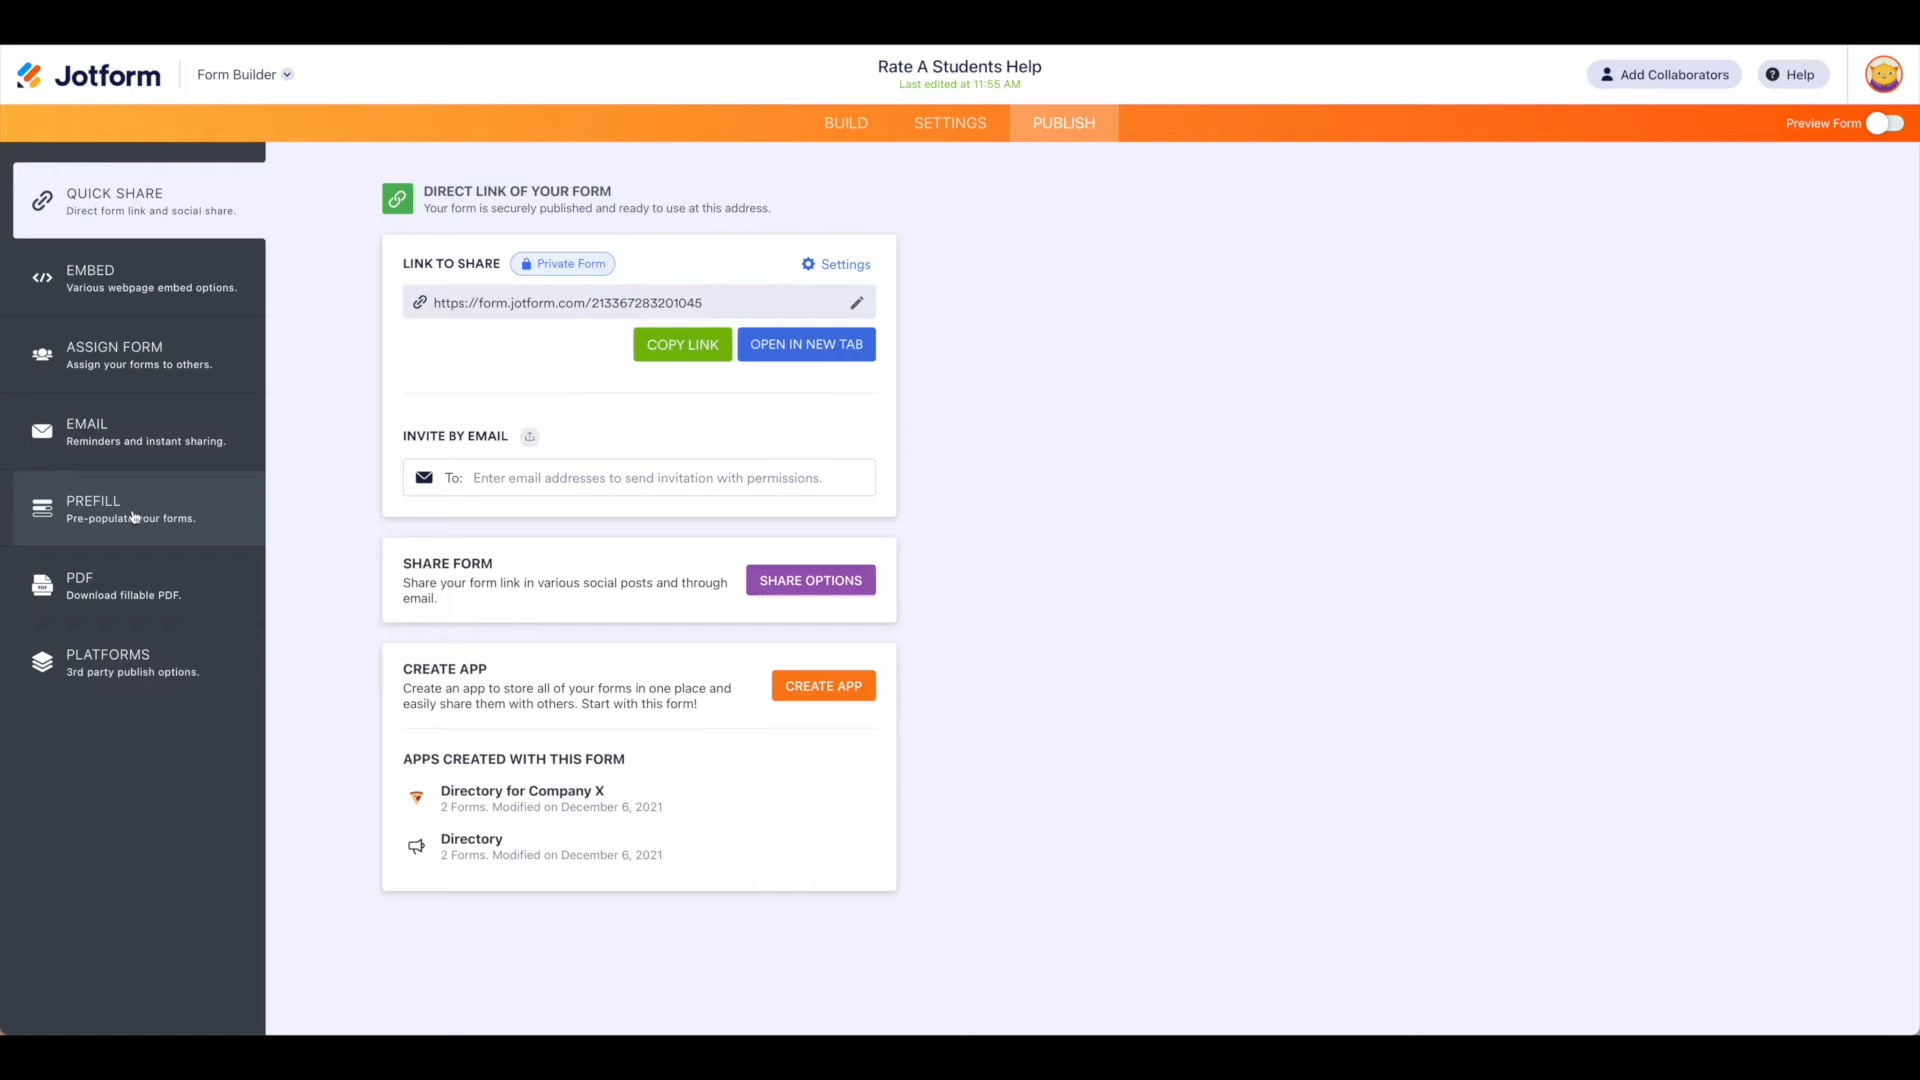 Jotform
Form Builder
Rate A Students Help
Last edited at 11:55 AM
Add Collaborators
Help
BUILD
SETTINGS
PUBLISH
Preview Form
QUICK SHARE
Direct form link and social share.
EMBED
Various webpage embed options.
ASSIGN FORM
Assign your forms to others.
EMAIL
Reminders and instant sharing.
PREFILL
Pre-populate your forms.
PDF
Download fillable PDF.
PLATFORMS
3rd party publish options.
DIRECT LINK OF YOUR FORM
Your form is securely published and ready to use at this address.
LINK TO SHARE
Private Form
Settings
https://form.jotform.com/213367283201045
COPY LINK
OPEN IN NEW TAB
INVITE BY EMAIL
To: Enter email addresses to send invitation with permissions.
SHARE FORM
Share your form link in various social posts and through
email.
SHARE OPTIONS
CREATE APP
Create an app to store all of your forms in one place and
easily share them with others. Start with this form!
CREATE APP
APPS CREATED WITH THIS FORM
Directory for Company X
2 Forms. Modified on December 6, 2021
Directory
2 Forms. Modified on December 6, 2021